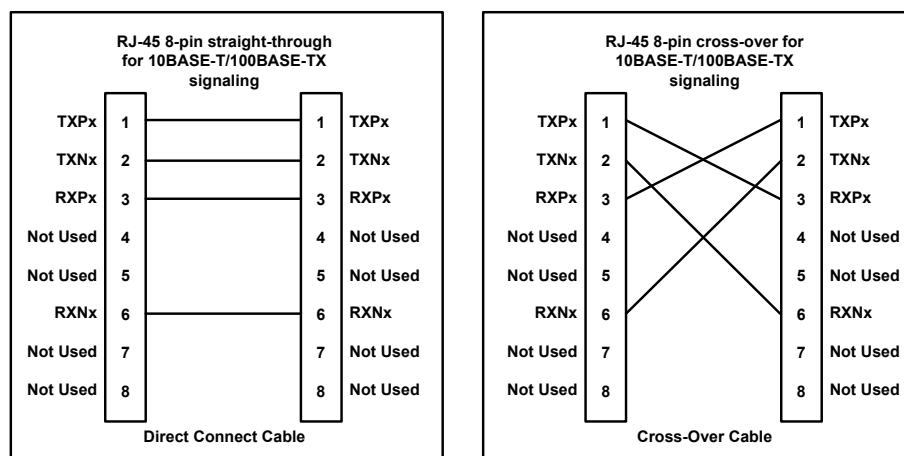 RJ-45 8-pin straight-through
for 10BASE-T/100BASE-TX
signaling
TXPx 1 1 TXPx
TXNx 2 2 TXNx
RXPx 3 3 RXPx
Not Used 4 4 Not Used
Not Used 5 5 Not Used
RXNx 6 6 RXNx
Not Used 7 7 Not Used
Not Used 8 8 Not Used
Direct Connect Cable
RJ-45 8-pin cross-over for
10BASE-T/100BASE-TX
signaling
TXPx 1 1 TXPx
TXNx 2 2 TXNx
RXPx 3 3 RXPx
Not Used 4 4 Not Used
Not Used 5 5 Not Used
RXNx 6 6 RXNx
Not Used 7 7 Not Used
Not Used 8 8 Not Used
Cross-Over Cable